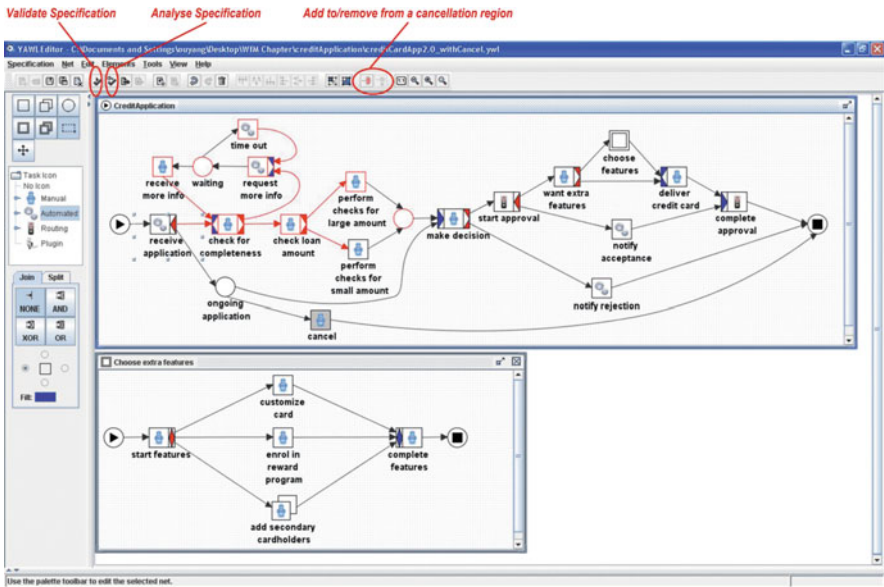 Validate Specification
Analyse Specification
Add to/remove from a cancellation region
YAWLEditor - C:\Documents and Settings\ouyang\Desktop\WfM Chapter\creditApplication\creditCardApp2.0_withCancel.ywl
Specification Net Edit Elements Tools View Help
Task Icon
No Icon
Manual
Automated
Routing
Plugin
Join
Split
NONE
AND
XOR
OR
Fill:
CreditApplication
time out
receive
more info
waiting
request
more info
perform
checks for
large amount
choose
features
want extra
features
deliver
credit card
receive
application
check for
completeness
check loan
amount
make decision
start approval
complete
approval
perform
checks for
small amount
notify
acceptance
ongoing
application
notify rejection
cancel
Choose extra features
customize
card
start features
enrol in
reward
program
complete
features
add secondary
cardholders
Use the palette toolbar to edit the selected net.